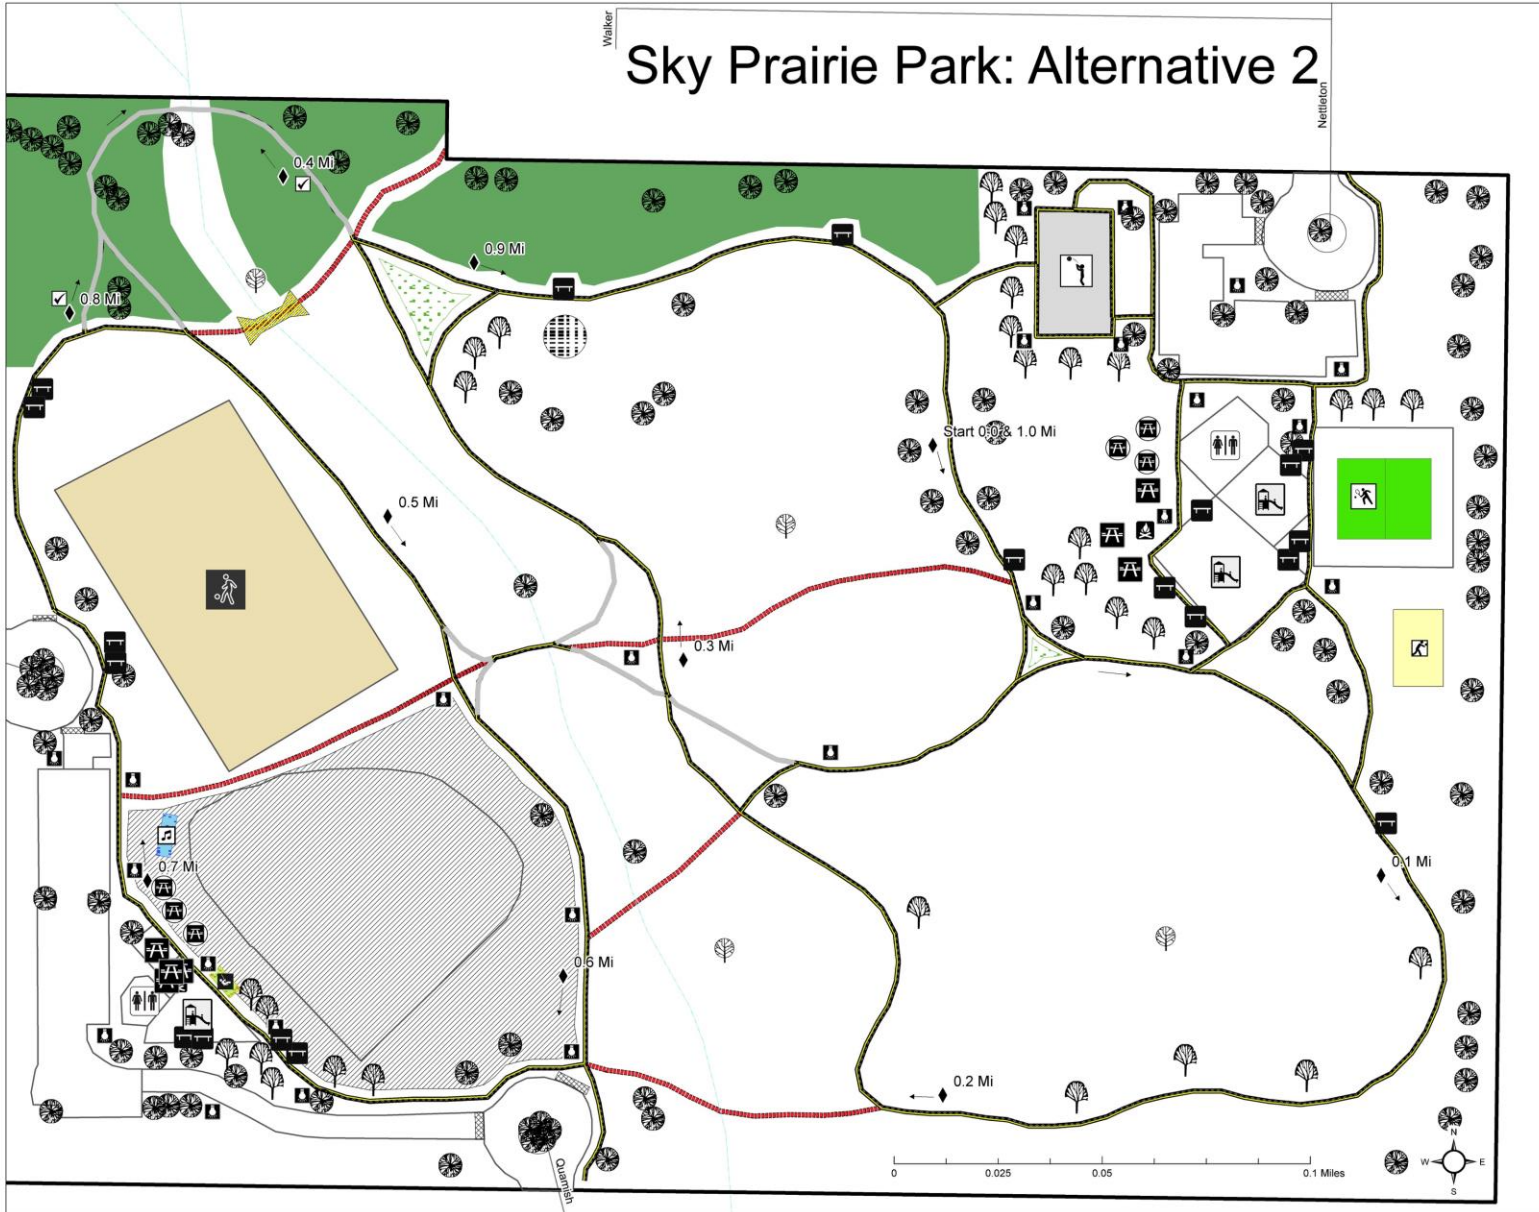 Walker
Sky Prairie Park: Alternative 2
Nettleton
0.4 Mi
0.9 Mi
0.8 Mi
Start 0.0 & 1.0 Mi
0.5 Mi
0.3 Mi
0.7 Mi
0.1 Mi
0.6 Mi
0.2 Mi
N
W E
S
0 0.025 0.05 0.1 Miles
Quamish